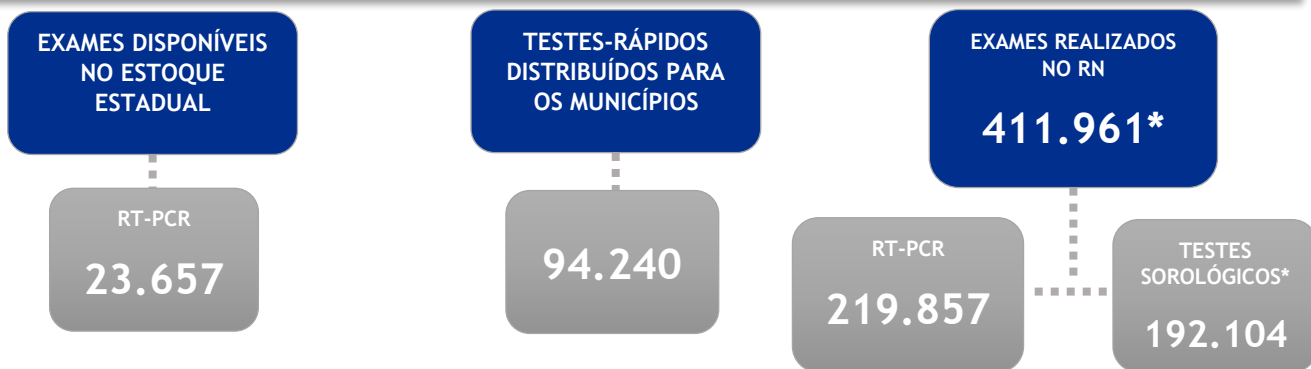 EXAMES DISPONÍVEIS
NO ESTOQUE
ESTADUAL
RT-PCR
23.657
TESTES-RÁPIDOS
DISTRIBUÍDOS PARA
OS MUNICÍPIOS
94.240
EXAMES REALIZADOS
NO RN
411.961*
RT-PCR
219.857
TESTES
SOROLÓGICOS*
192.104